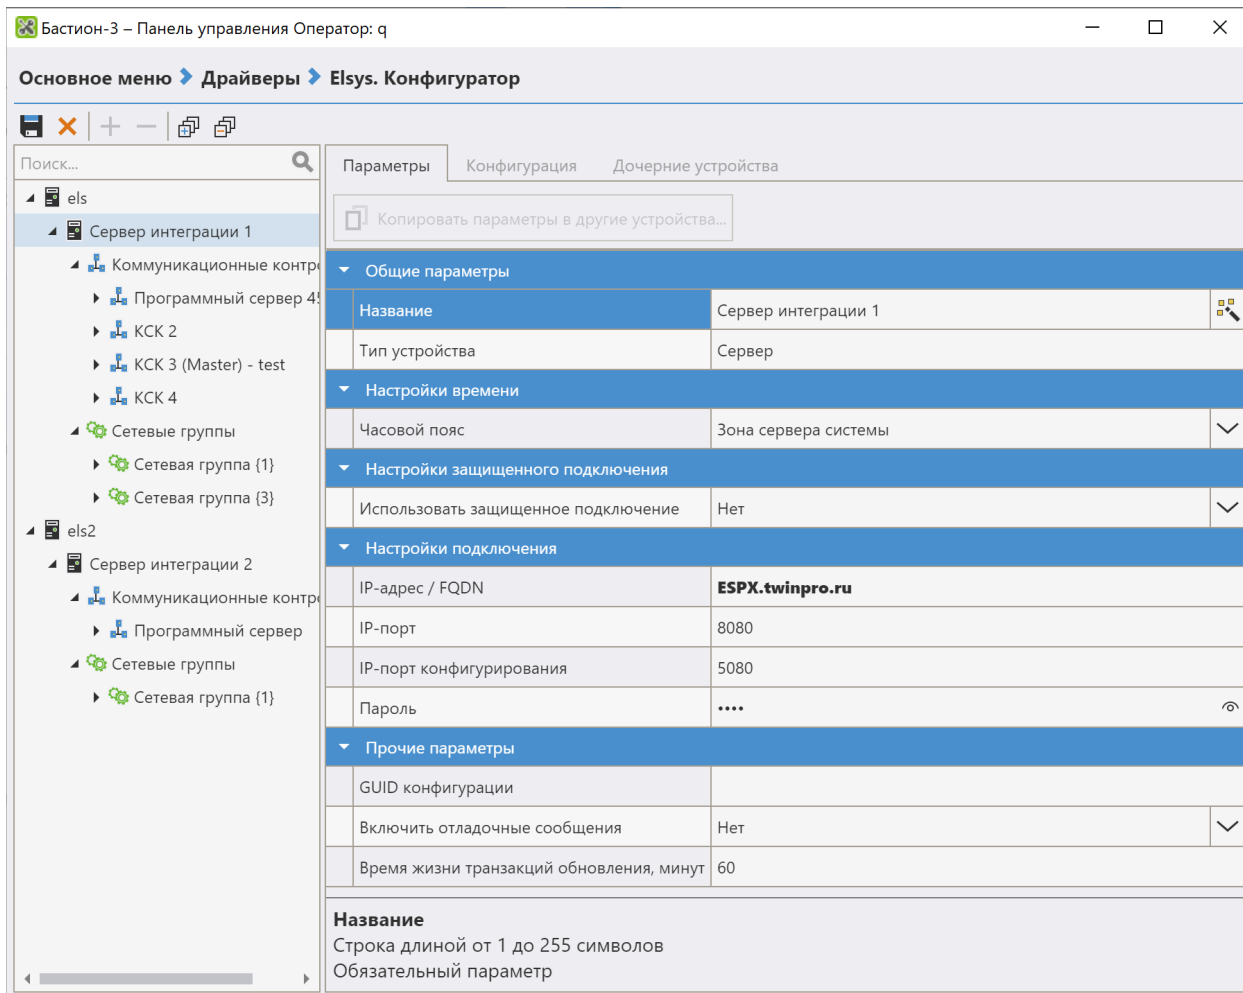 Бастион-3 – Панель управления Оператор: q
Основное меню Драйверы Elsys. Конфигуратор
Поиск...
els
Сервер интеграции 1
Коммуникационные контр
Программный сервер 45
КСК 2
КСК 3 (Master) - test
КСК 4
Сетевые группы
Сетевая группа {1}
Сетевая группа {3}
els2
Сервер интеграции 2
Коммуникационные контр
Программный сервер
Сетевые группы
Сетевая группа {1}
Параметры Конфигурация Дочерние устройства
Копировать параметры в другие устройства...
Общие параметры
Название Сервер интеграции 1
Тип устройства Сервер
Настройки времени
Часовой пояс Зона сервера системы
Настройки защищенного подключения
Использовать защищенное подключение Нет
Настройки подключения
IP-адрес / FQDN ESPX.twinpro.ru
IP-порт 8080
IP-порт конфигурирования 5080
Пароль ••••
Прочие параметры
GUID конфигурации
Включить отладочные сообщения Нет
Время жизни транзакций обновления, минут 60
Название
Строка длиной от 1 до 255 символов
Обязательный параметр